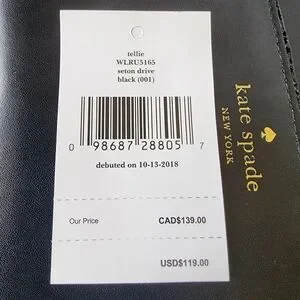 tellie
WLRU5165
seton drive
black (001)
0 98687 28805 7
debuted on 10-13-2018
Our Price CAD$139.00
USD$119.00
kate spade
NEW YORK